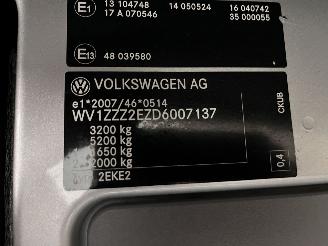 E1 13 104748 14 050524 16 040742
17 A 070546 35 000055
E13 48 039580
VOLKSWAGEN AG
e1*2007/46*0514
WV1ZZZ2EZD6007137
3200 kg
5200 kg
1650 kg
2000 kg
2EKE2
CKUB
0,4